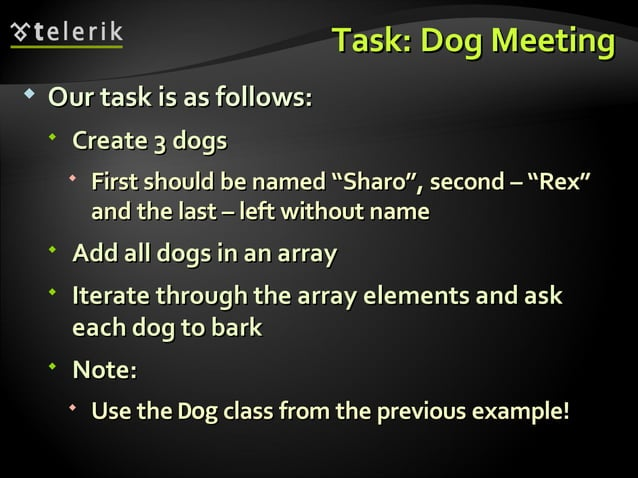 telerik
Task: Dog Meeting
Our task is as follows:
Create 3 dogs
First should be named “Sharo”, second – “Rex”
and the last – left without name
Add all dogs in an array
Iterate through the array elements and ask
each dog to bark
Note:
Use the Dog class from the previous example!